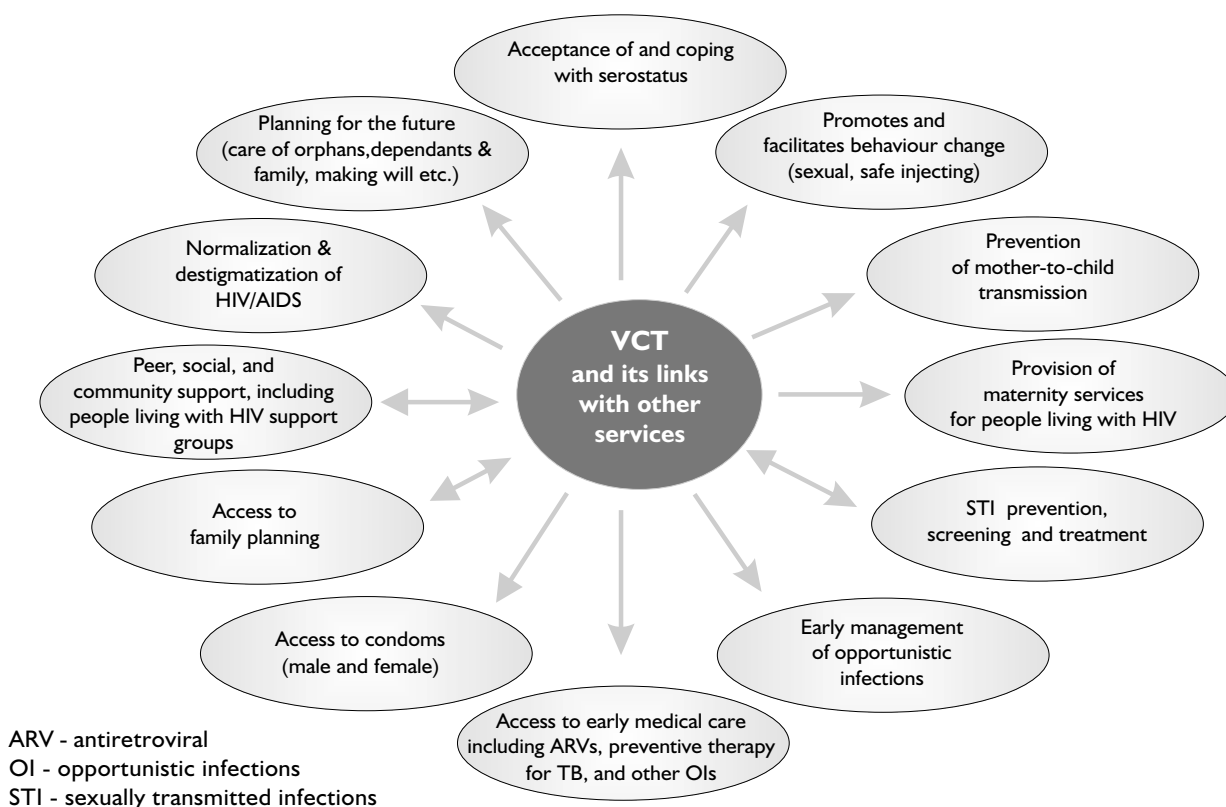 Acceptance of and coping
with serostatus
Planning for the future
(care of orphans,dependants &
family, making will etc.)
Promotes and
facilitates behaviour change
(sexual, safe injecting)
Normalization &
destigmatization of
HIV/AIDS
Prevention
of mother-to-child
transmission
VCT
and its links
with other
services
Peer, social, and
community support, including
people living with HIV support
groups
Provision of
maternity services
for people living with HIV
Access to
family planning
STI prevention,
screening and treatment
Access to condoms
(male and female)
Early management
of opportunistic
infections
Access to early medical care
including ARVs, preventive therapy
for TB, and other OIs
ARV - antiretroviral
OI - opportunistic infections
STI - sexually transmitted infections